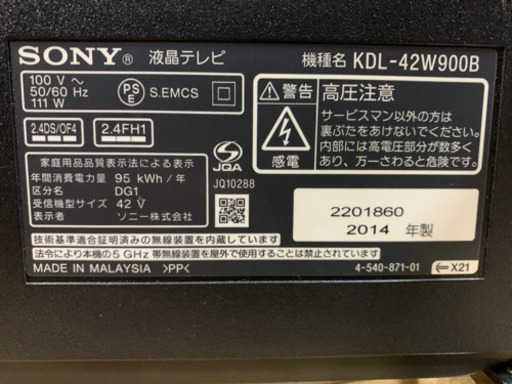 SONY® 液晶テレビ
機種名 KDL-42W900B
100 V～
50/60 Hz
111 W
PS
E
S.EMCS
2.4DS/OF4
2.4FH1
家庭用品品質表示法による表示
年間消費電力量 95 kWh/年
区分名 DG1
受信機型サイズ 42 V
表示者 ソニー株式会社
JQA
JQ10288
警告
感電
高圧注意
サービスマン以外の方は
裏ぶたをあけないでください。
内部には高電圧部分が数多く
あり、万一さわると危険です。
2201860
2014 年製
技術基準適合証明済みの無線装置を内蔵しています
法令により本機の5 GHz 帯無線装置を屋外で使用することは禁止されています
MADE IN MALAYSIA >PP<
4-540-871-01
X21